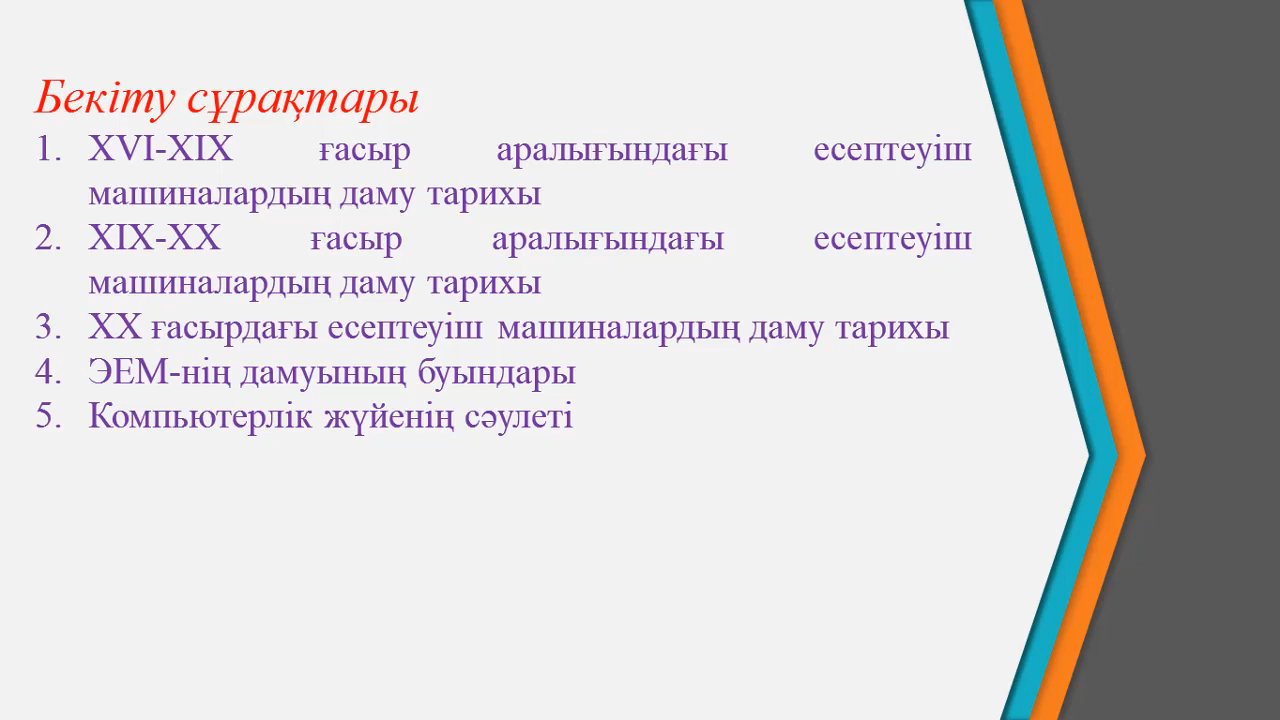 Бекіту сұрақтары
1. XVI-XIX ғасыр аралығындағы есептеуіш
машиналардың даму тарихы
2. XIX-XX ғасыр аралығындағы есептеуіш
машиналардың даму тарихы
3. XX ғасырдағы есептеуіш машиналардың даму тарихы
4. ЭЕМ-нің дамуының буындары
5. Компьютерлік жүйенің сәулеті